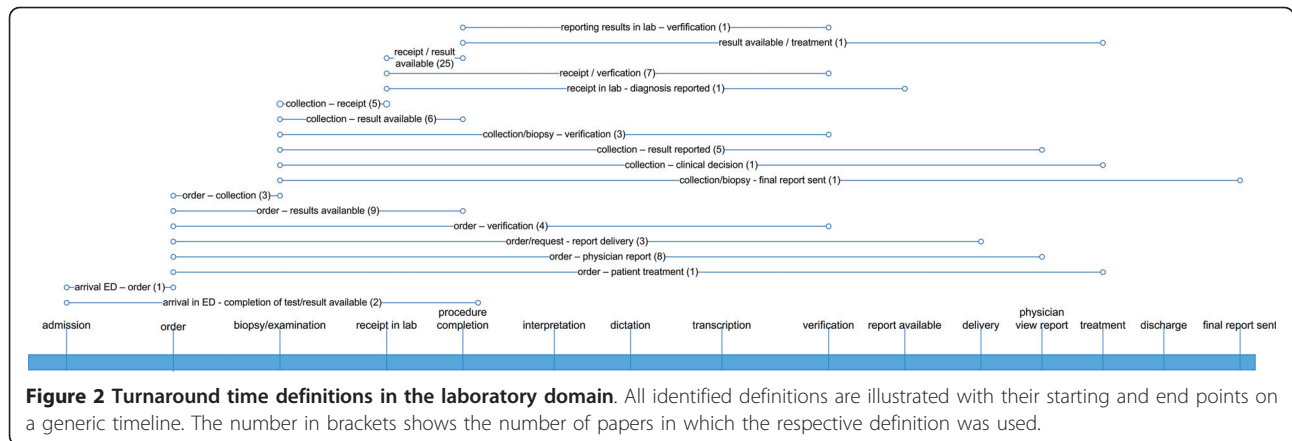 reporting results in lab – verfification (1)
result available / treatment (1)
receipt / result
available (25)
receipt / verfication (7)
receipt in lab - diagnosis reported (1)
collection – receipt (5)
collection – result available (6)
collection/biopsy – verification (3)
collection – result reported (5)
collection – clinical decision (1)
collection/biopsy - final report sent (1)
order – collection (3)
order – results availanble (9)
order – verification (4)
order/request - report delivery (3)
order – physician report (8)
order – patient treatment (1)
arrival ED – order (1)
arrival in ED - completion of test/result available (2)
admission
order
biopsy/examination
receipt in lab
procedure
completion
interpretation
dictation
transcription
verification
report available
delivery
physician
view report
treatment
discharge
final report sent
Figure 2 Turnaround time definitions in the laboratory domain. All identified definitions are illustrated with their starting and end points on
a generic timeline. The number in brackets shows the number of papers in which the respective definition was used.